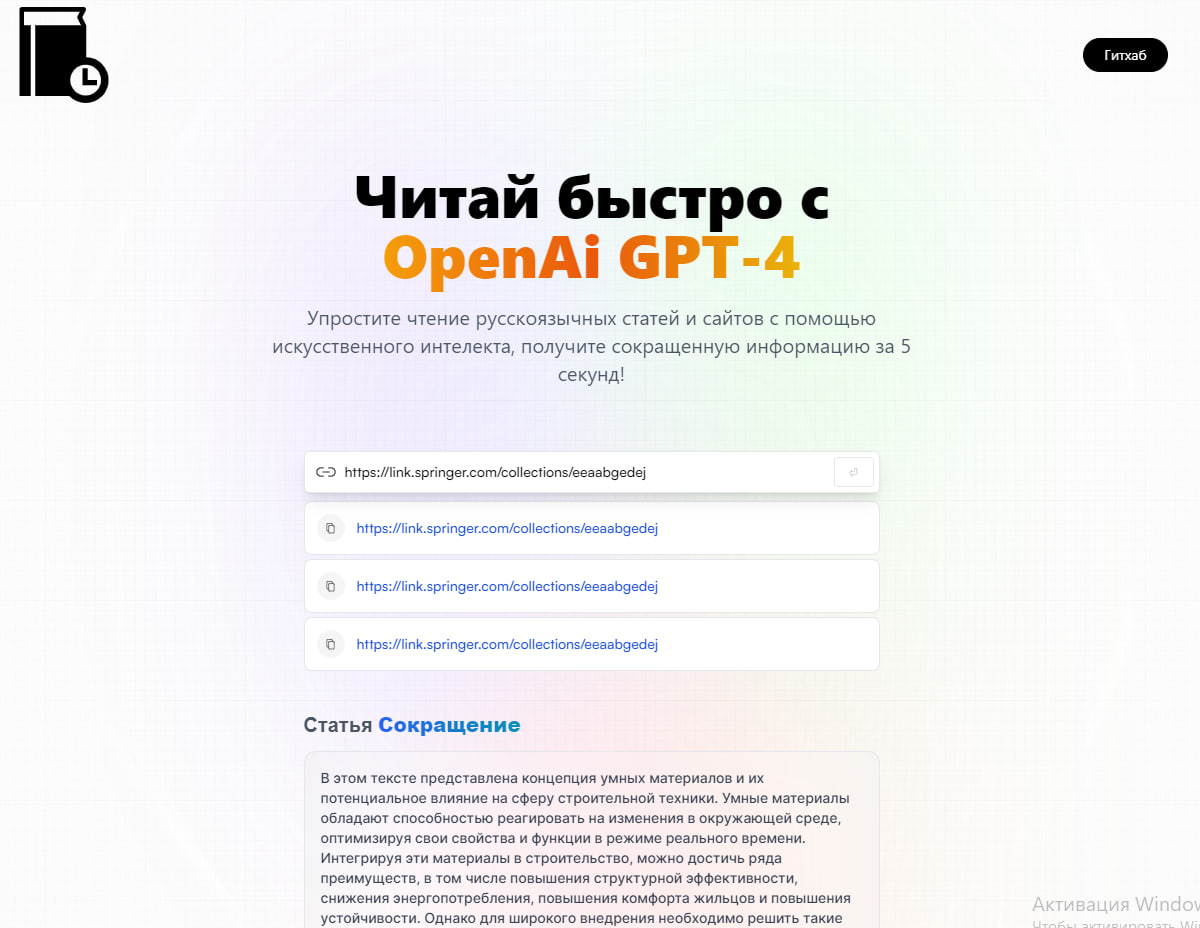 Гитхаб
Читай быстро с
OpenAi GPT-4
Упростите чтение русскоязычных статей и сайтов с помощью
искусственного интелекта, получите сокращенную информацию за 5
секунд!
https://link.springer.com/collections/eeaabgedej
https://link.springer.com/collections/eeaabgedej
https://link.springer.com/collections/eeaabgedej
https://link.springer.com/collections/eeaabgedej
Статья Сокращение
В этом тексте представлена концепция умных материалов и их
потенциальное влияние на сферу строительной техники. Умные материалы
обладают способностью реагировать на изменения в окружающей среде,
оптимизируя свои свойства и функции в режиме реального времени.
Интегрируя эти материалы в строительство, можно достичь ряда
преимуществ, в том числе повышения структурной эффективности,
снижения энергопотребления, повышения комфорта жильцов и повышения
устойчивости. Однако для широкого внедрения необходимо решить такие
Активация Window
Чтобы активировать Wi